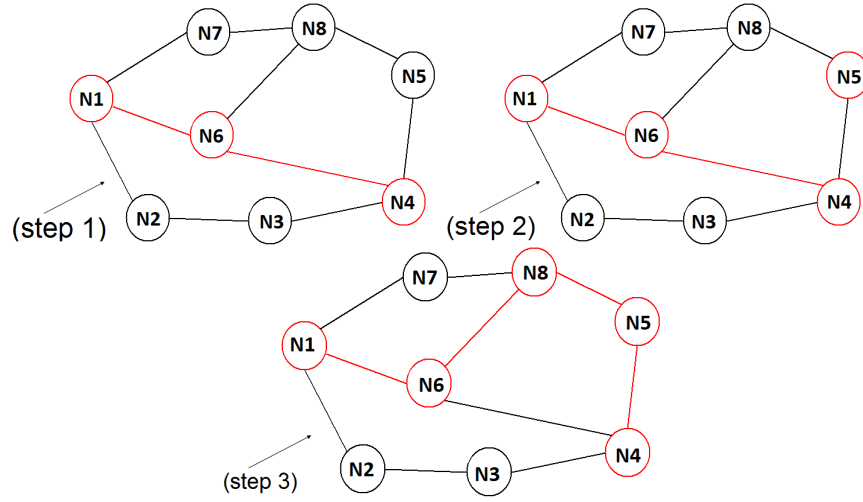 N7 N8
N5
N1
N6
N4
N2 N3
(step 1)
N7 N8
N5
N1
N6
N4
N2 N3
(step 2)
N7 N8
N5
N1
N6
N4
N2 N3
(step 3)